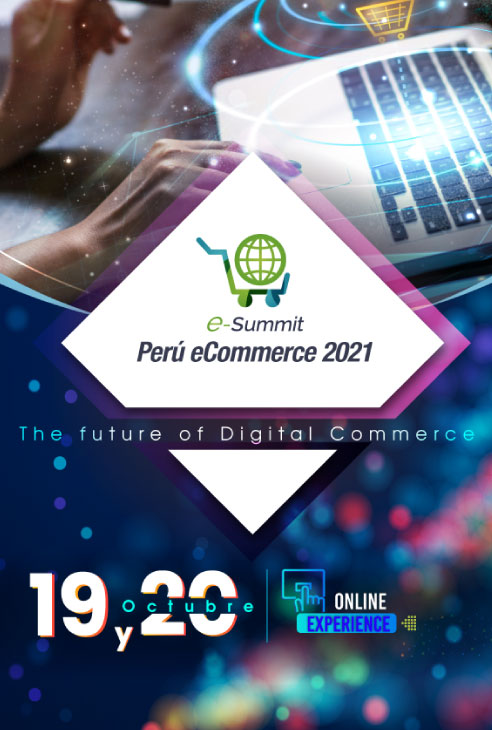 e-Summit
Perú eCommerce 2021
The future of Digital Commerce
19 y 20
Octubre
ONLINE
EXPERIENCE